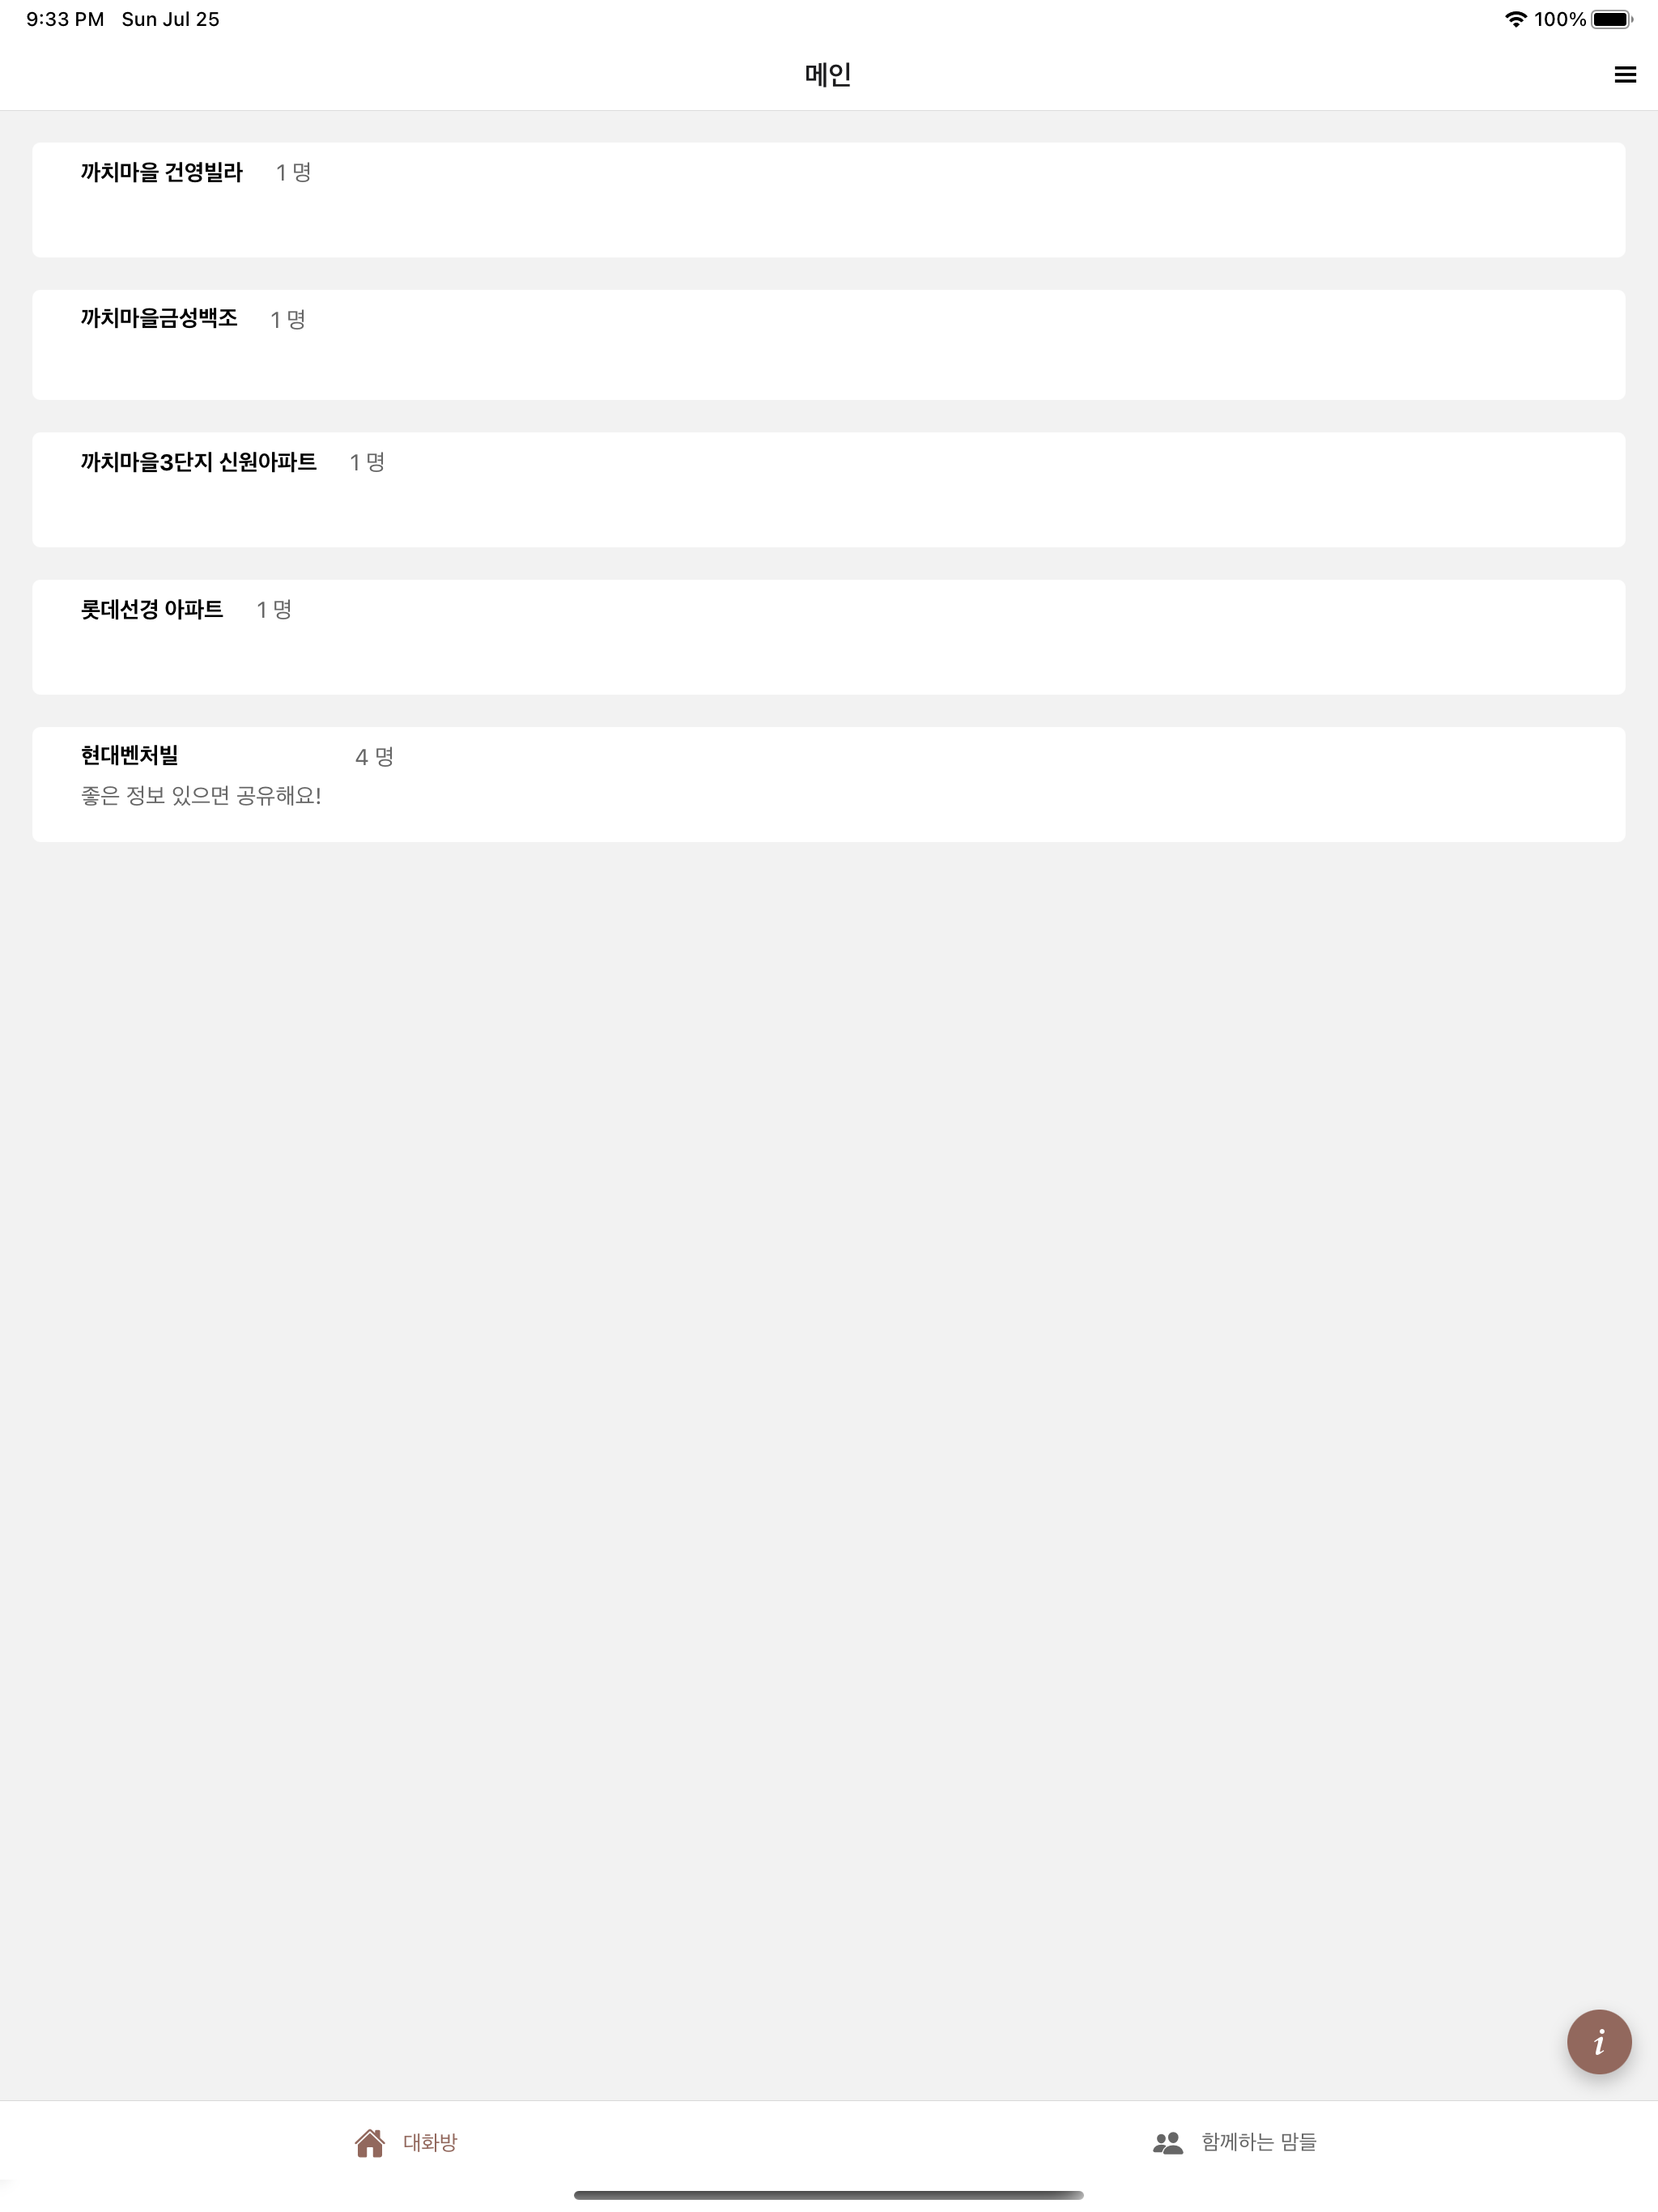 9:33 PM Sun Jul 25 100%
메인
까치마을 건영빌라 1 명
까치마을금성백조 1 명
까치마을3단지 신원아파트 1 명
롯데선경 아파트 1 명
현대벤처빌 4 명
좋은 정보 있으면 공유해요!
i
대화방 함께하는 맘들